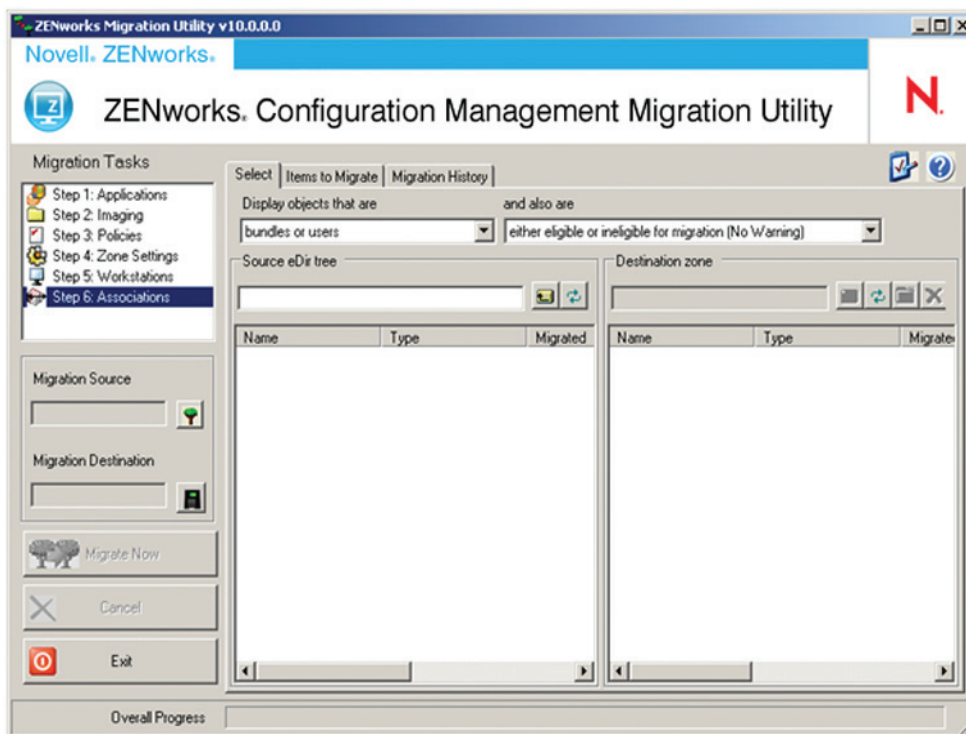 ZENworks Migration Utility v10.0.0.0
Novell. ZENworks.
Z
ZENworks. Configuration Management Migration Utility
N.
Migration Tasks
Step 1: Applications
Step 2: Imaging
Step 3: Policies
Step 4: Zone Settings
Step 5: Workstations
Step 6: Associations
Select
Items to Migrate
Migration History
Display objects that are
and also are
bundles or users
either eligible or ineligible for migration (No Warning)
Source eDir tree
Destination zone
Name Type Migrated
Name Type Migrate
Migration Source
Migration Destination
Migrate Now
Cancel
Exit
Overall Progress